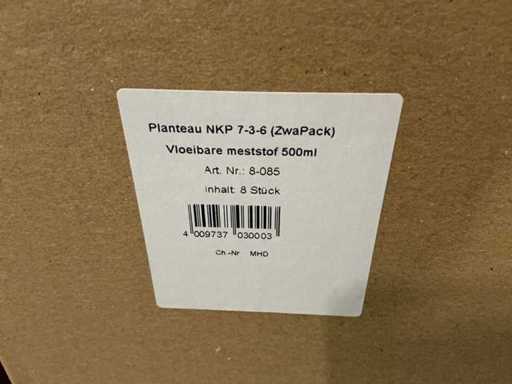 Planteau NKP 7-3-6 (ZwaPack)
Vloeibare meststof 500ml
Art. Nr.: 8-085
Inhalt: 8 Stück
4 009737 030003
Ch.-Nr MHD